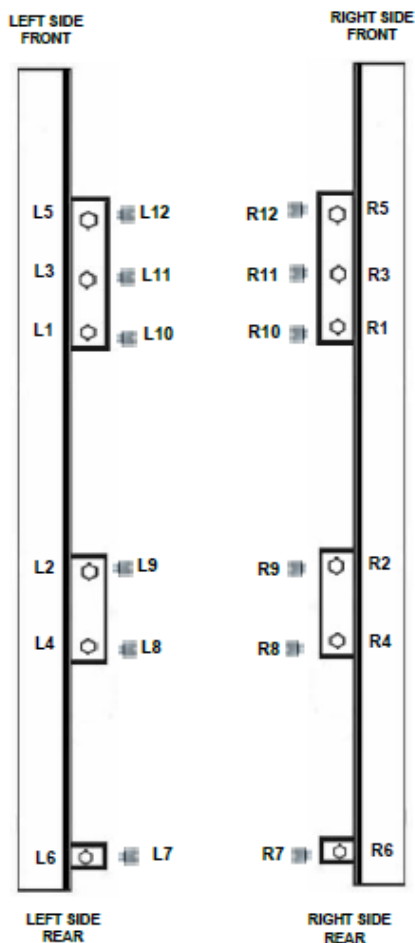 LEFT SIDE
FRONT
RIGHT SIDE
FRONT
L5 L12 R12 R5
L3 L11 R11 R3
L1 L10 R10 R1
L2 L9 R9 R2
L4 L8 R8 R4
L6 L7 R7 R6
LEFT SIDE
REAR
RIGHT SIDE
REAR